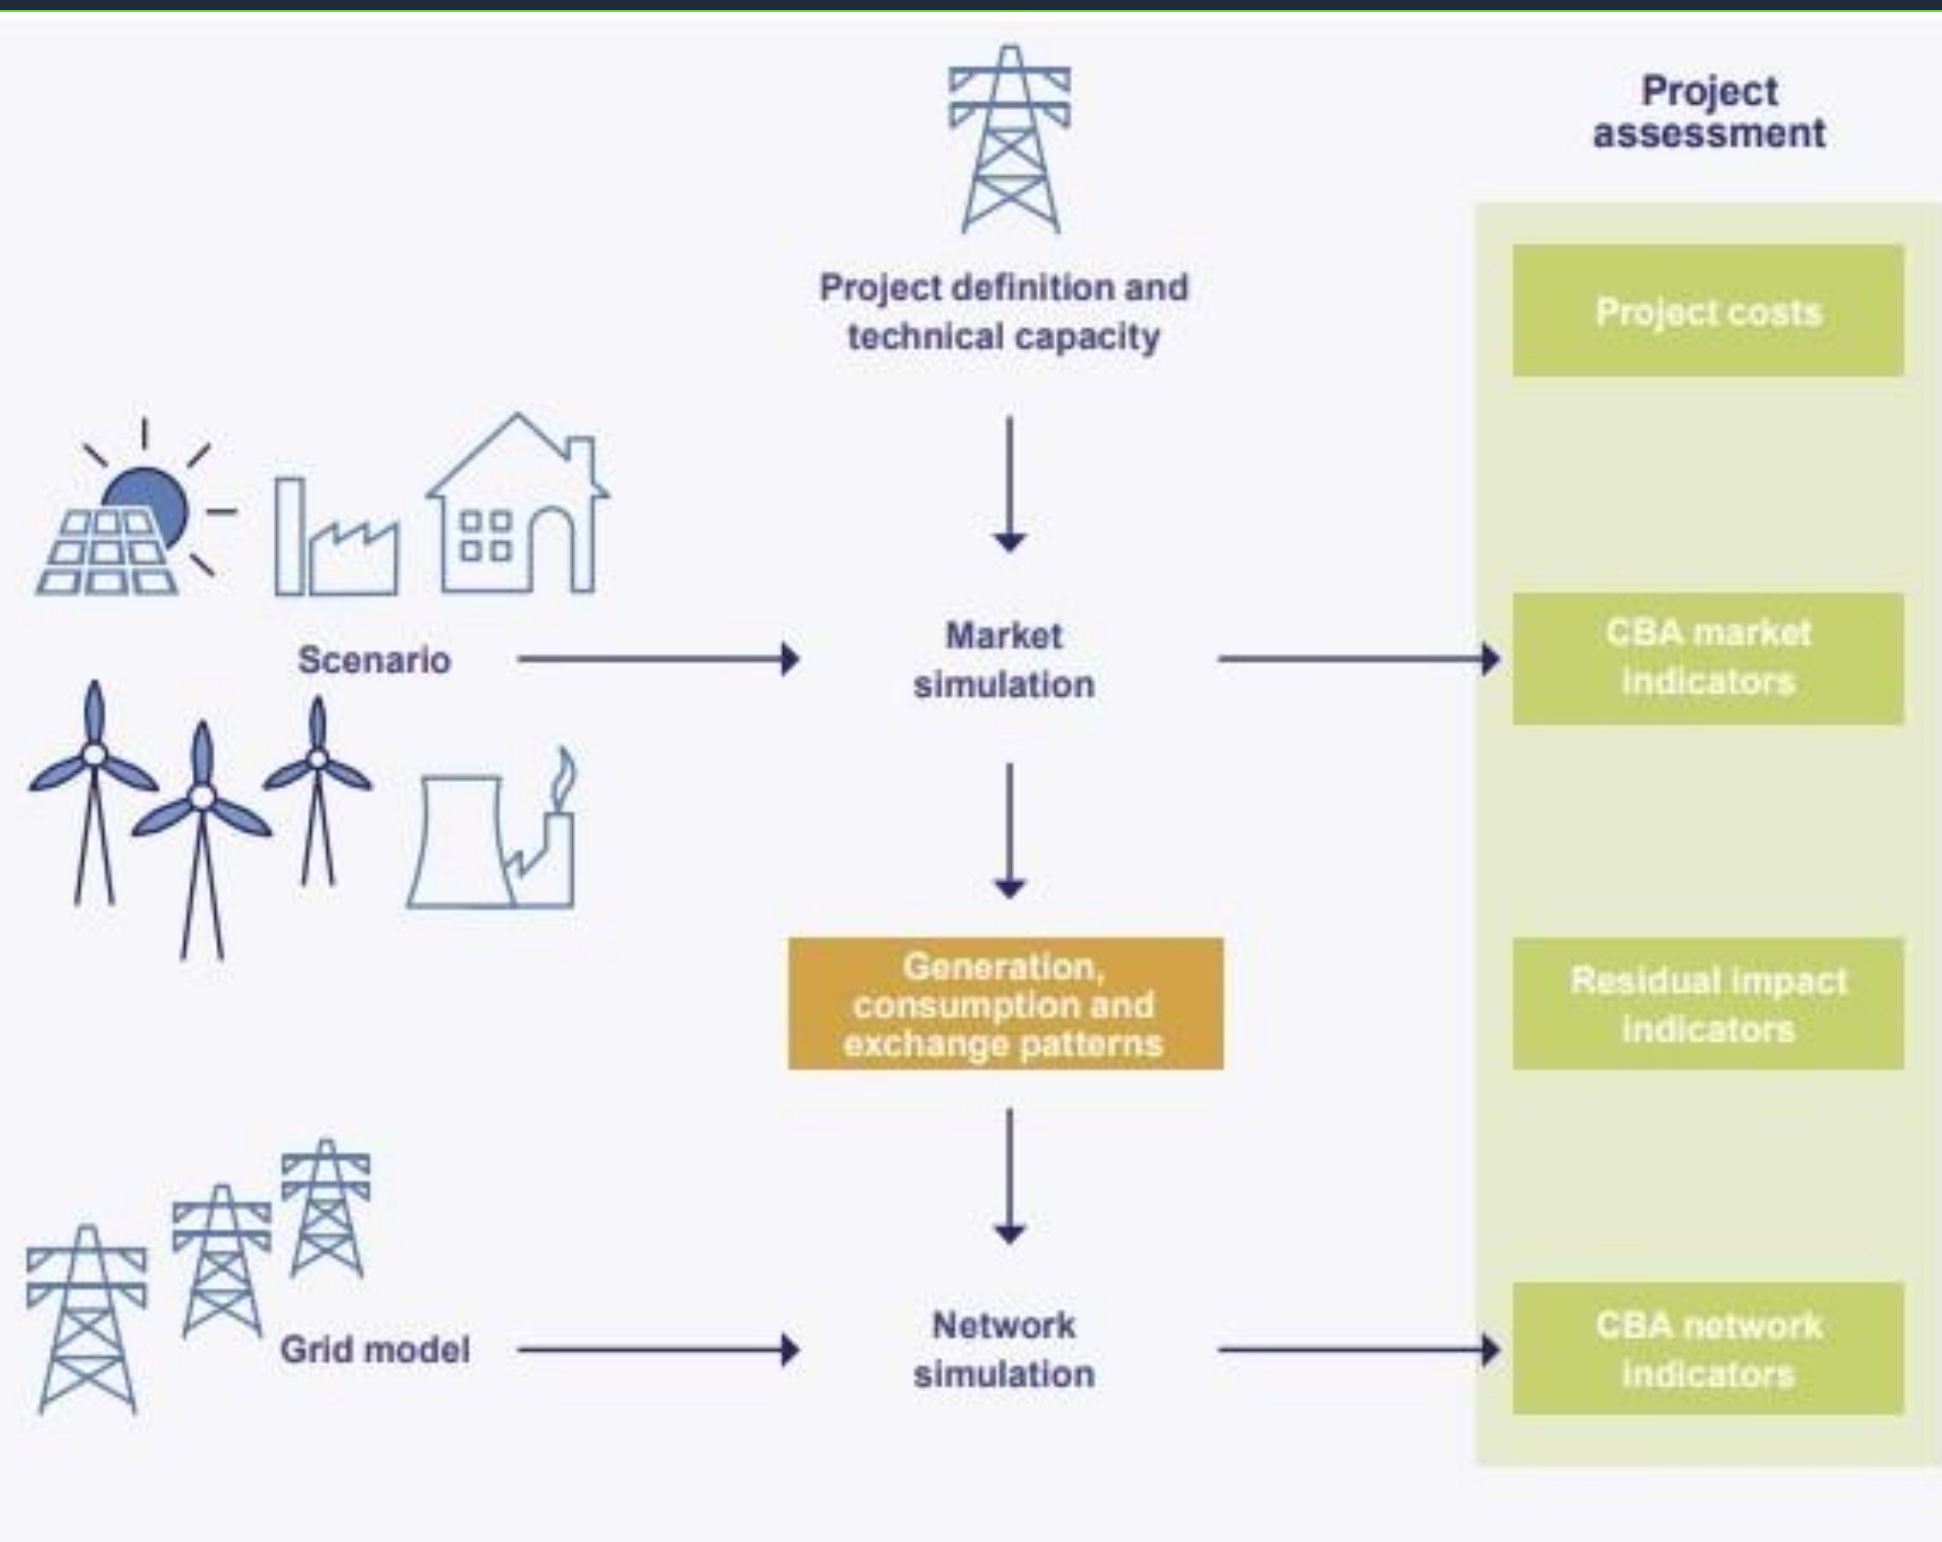 Project
assessment
Project definition and
technical capacity
Project costs
Scenario
Market
simulation
CBA market
indicators
Generation,
consumption and
exchange patterns
Residual impact
indicators
Grid model
Network
simulation
CBA network
indicators